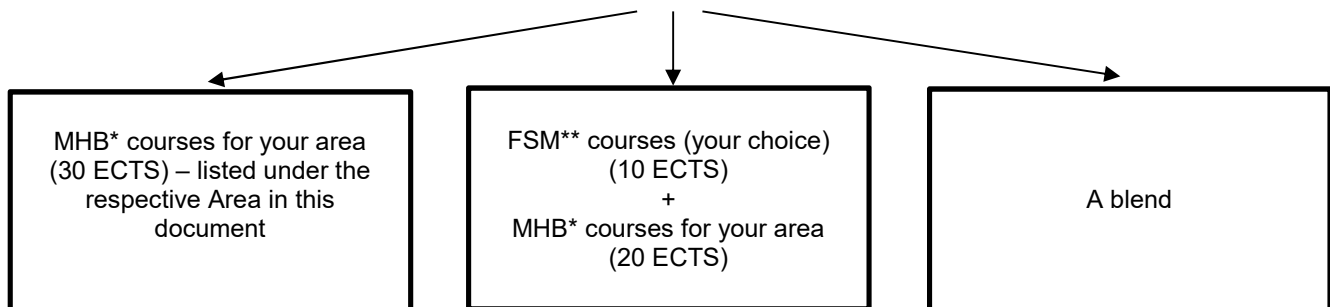 MHB* courses for your area
(30 ECTS) – listed under the
respective Area in this
document
FSM** courses (your choice)
(10 ECTS)
+
MHB* courses for your area
(20 ECTS)
A blend